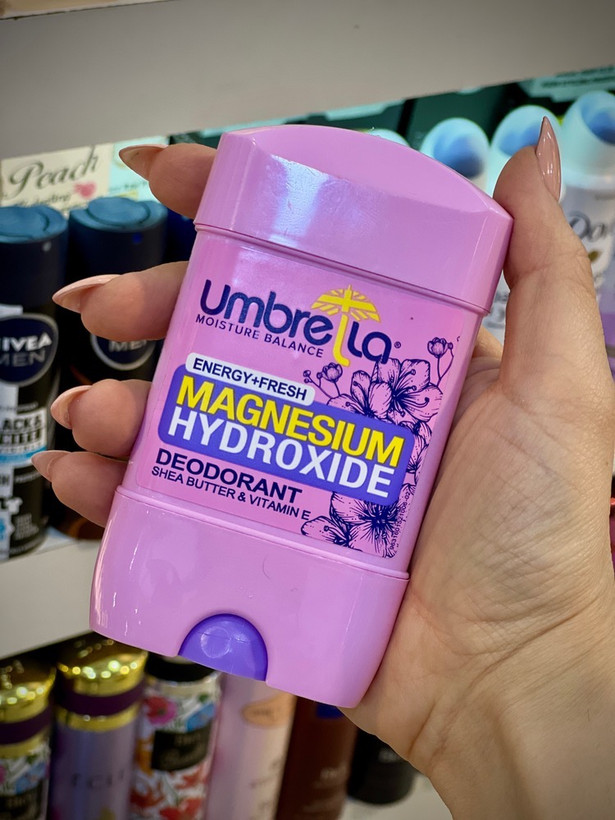 Peach
NIVEA
MEN
umbrella®
MOISTURE BALANCE
ENERGY+FRESH
MAGNESIUM
HYDROXIDE
DEODORANT
SHEA BUTTER & VITAMIN E